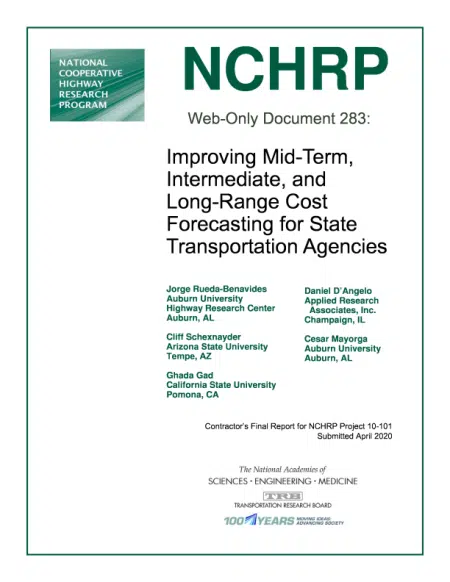 NATIONAL
COOPERATIVE
HIGHWAY
RESEARCH
PROGRAM
NCHRP
Web-Only Document 283:
Improving Mid-Term,
Intermediate, and
Long-Range Cost
Forecasting for State
Transportation Agencies
Jorge Rueda-Benavides
Auburn University
Highway Research Center
Auburn, AL
Cliff Schexnayder
Arizona State University
Tempe, AZ
Ghada Gad
California State University
Pomona, CA
Daniel D’Angelo
Applied Research
Associates, Inc.
Champaign, IL
Cesar Mayorga
Auburn University
Auburn, AL
Contractor’s Final Report for NCHRP Project 10-101
Submitted April 2020
The National Academies of
SCIENCES • ENGINEERING • MEDICINE
TRB
TRANSPORTATION RESEARCH BOARD
100 YEARS MOVING IDEAS:
ADVANCING SOCIETY